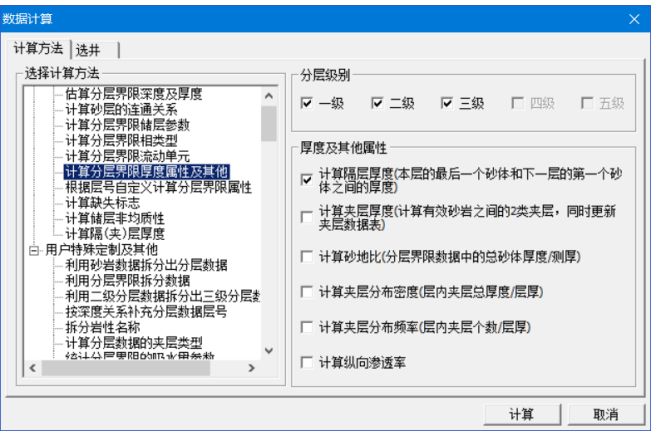 数据计算
计算方法
选井
选择计算方法
估算分层界限深度及厚度
计算砂层的连通关系
计算分层界限储层参数
计算分层界限相类型
计算分层界限流动单元
计算分层界限厚度属性及其他
根据层号自定义计算分层界限属性
计算缺失标志
计算储层非均质性
计算隔(夹)层厚度
用户特殊定制及其他
利用砂岩数据拆分出分层数据
利用分层界限拆分数据
利用二级分层数据拆分出三级分层数
按深度关系补充分层数据层号
拆分岩性名称
计算分层数据的夹层类型
统计分层界限的吸水里参数
分层级别
一级
二级
三级
四级
五级
厚度及其他属性
计算隔层厚度(本层的最后一个砂体和下一层的第一个砂
体之间的厚度)
计算夹层厚度(计算有效砂岩之间的2类夹层，同时更新
夹层数据表)
计算砂地比(分层界限数据中的总砂体厚度/测厚)
计算夹层分布密度(层内夹层总厚度/层厚)
计算夹层分布频率(层内夹层个数/层厚)
计算纵向渗透率
计算
取消